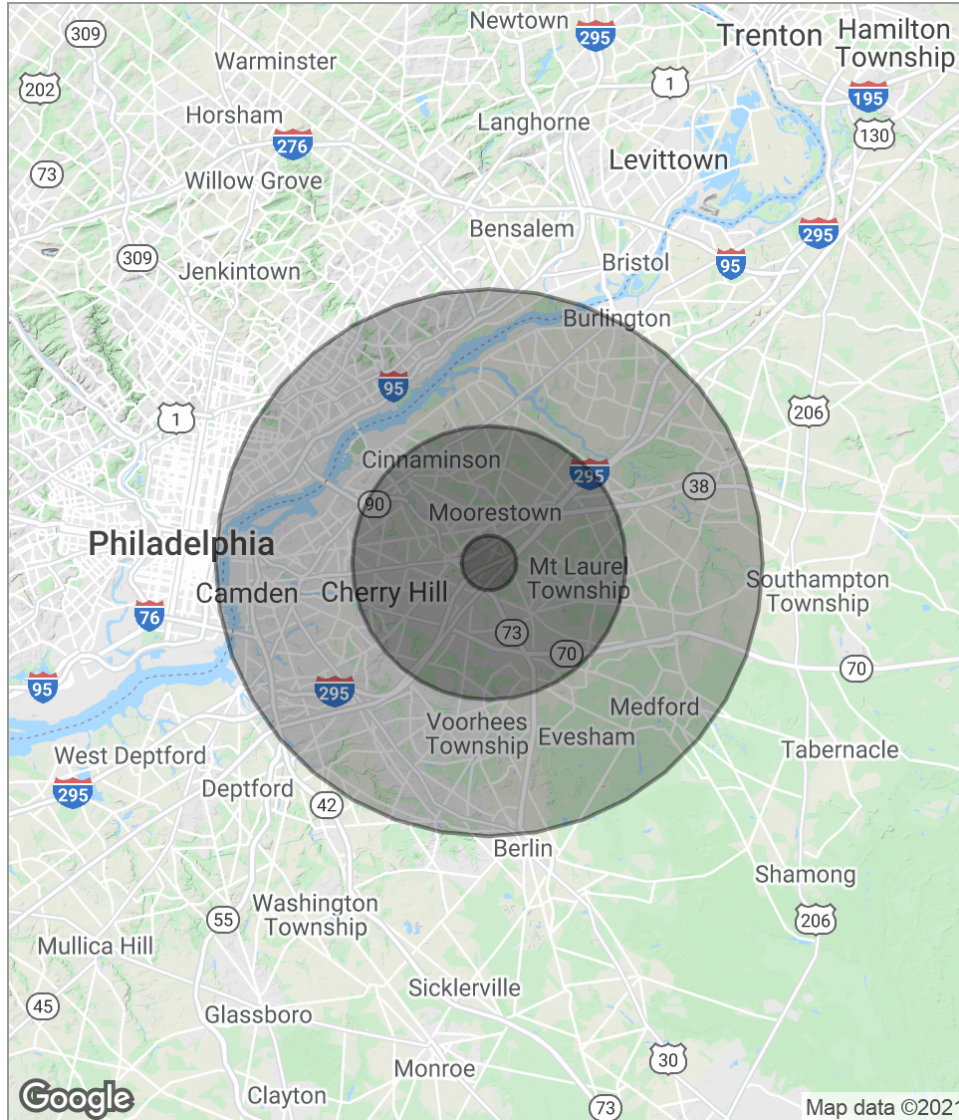 309
Newtown
295
Trenton
Hamilton
Township
202
Warminster
1
195
Horsham
Langhorne
130
276
Levittown
73
Willow Grove
Bensalem
295
309
Jenkintown
Bristol
95
Burlington
95
1
206
Cinnaminson
295
38
90
Moorestown
Philadelphia
Mt Laurel
Township
Camden
Cherry Hill
Southampton
Township
76
73
70
70
95
295
Medford
Voorhees
Township
Evesham
West Deptford
Tabernacle
295
Deptford
42
Berlin
Shamong
55
Washington
Township
206
Mullica Hill
Sicklerville
45
Glassboro
30
Monroe
Google
Clayton
73
Map data ©2021